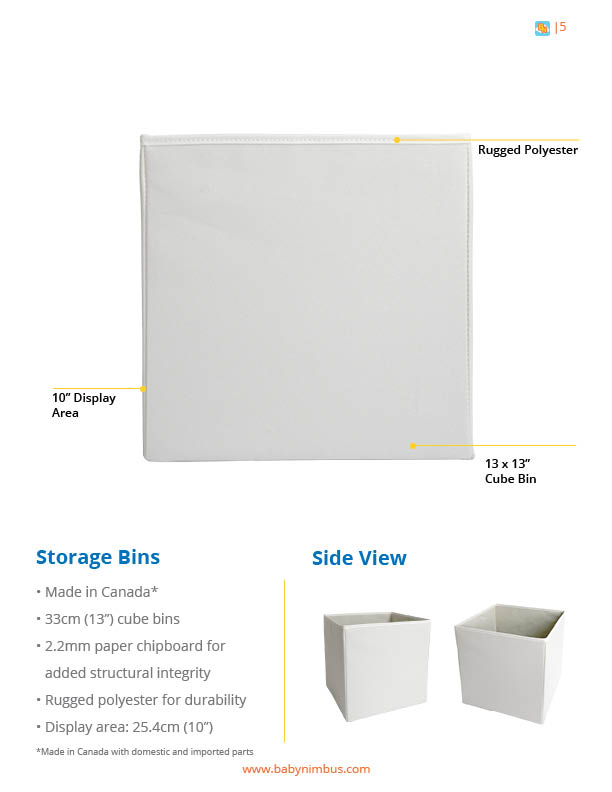 |5
Rugged Polyester
10” Display
Area
13 x 13”
Cube Bin
Storage Bins
• Made in Canada*
• 33cm (13”) cube bins
• 2.2mm paper chipboard for
added structural integrity
• Rugged polyester for durability
• Display area: 25.4cm (10”)
*Made in Canada with domestic and imported parts
Side View
www.babynimbus.com